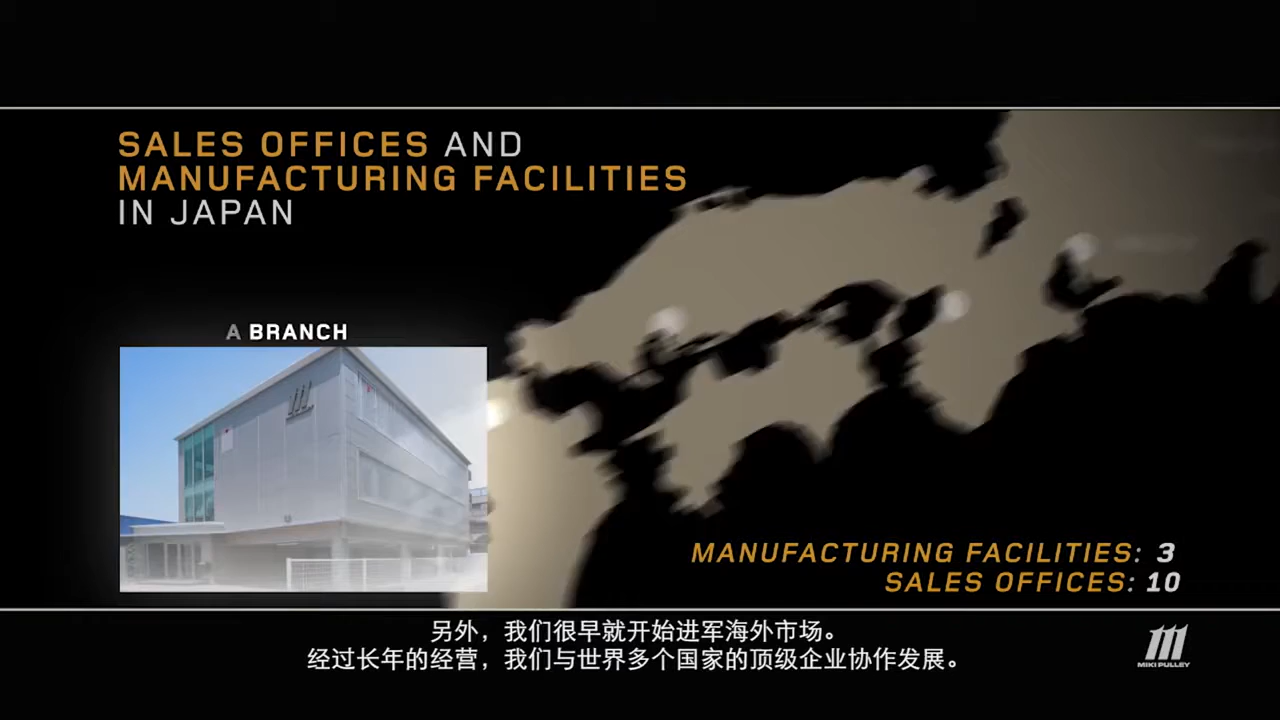 SALES OFFICES AND
MANUFACTURING FACILITIES
IN JAPAN
A BRANCH
MANUFACTURING FACILITIES: 3
SALES OFFICES: 10
另外，我们很早就开始进军海外市场。
经过长年的经营，我们与世界多个国家的顶级企业协作发展。
MIKI PULLEY